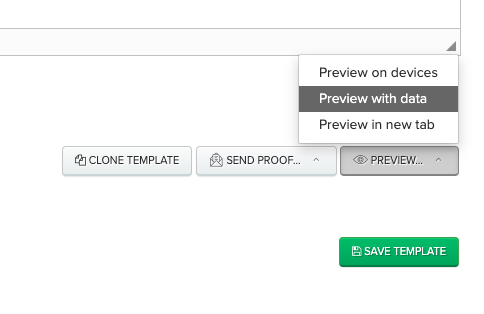 Preview on devices
Preview with data
Preview in new tab
CLONE TEMPLATE
SEND PROOF...
PREVIEW...
SAVE TEMPLATE